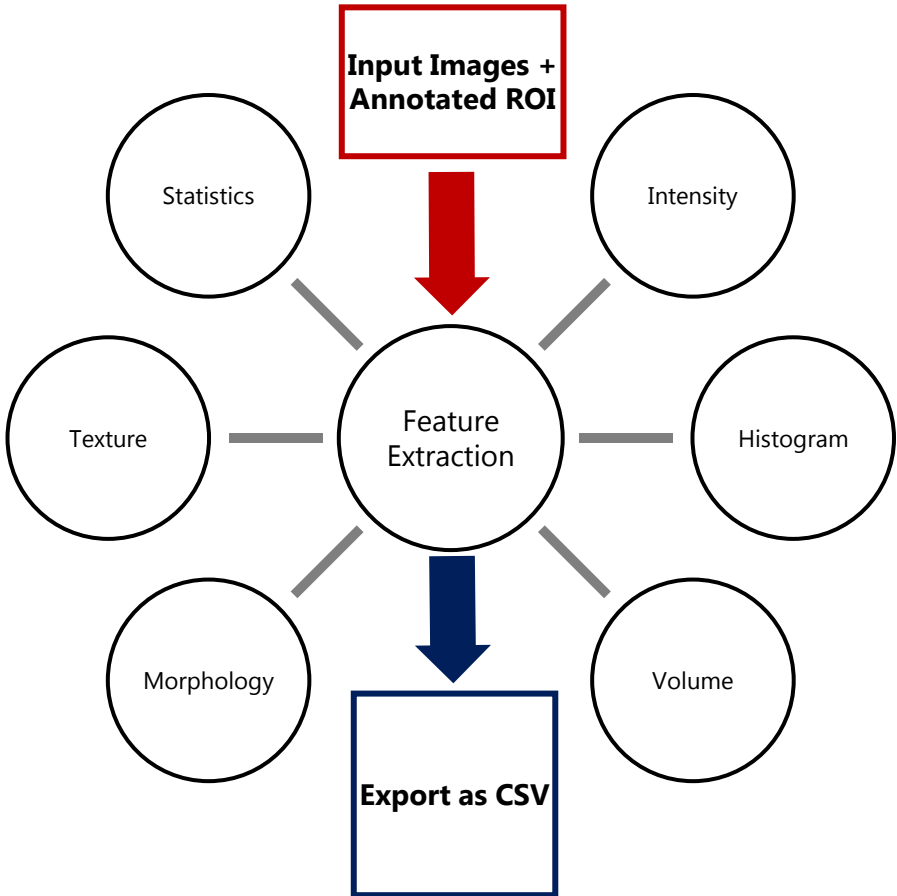 Input Images +
Annotated ROI
Statistics
Intensity
Texture
Feature
Extraction
Histogram
Morphology
Volume
Export as CSV